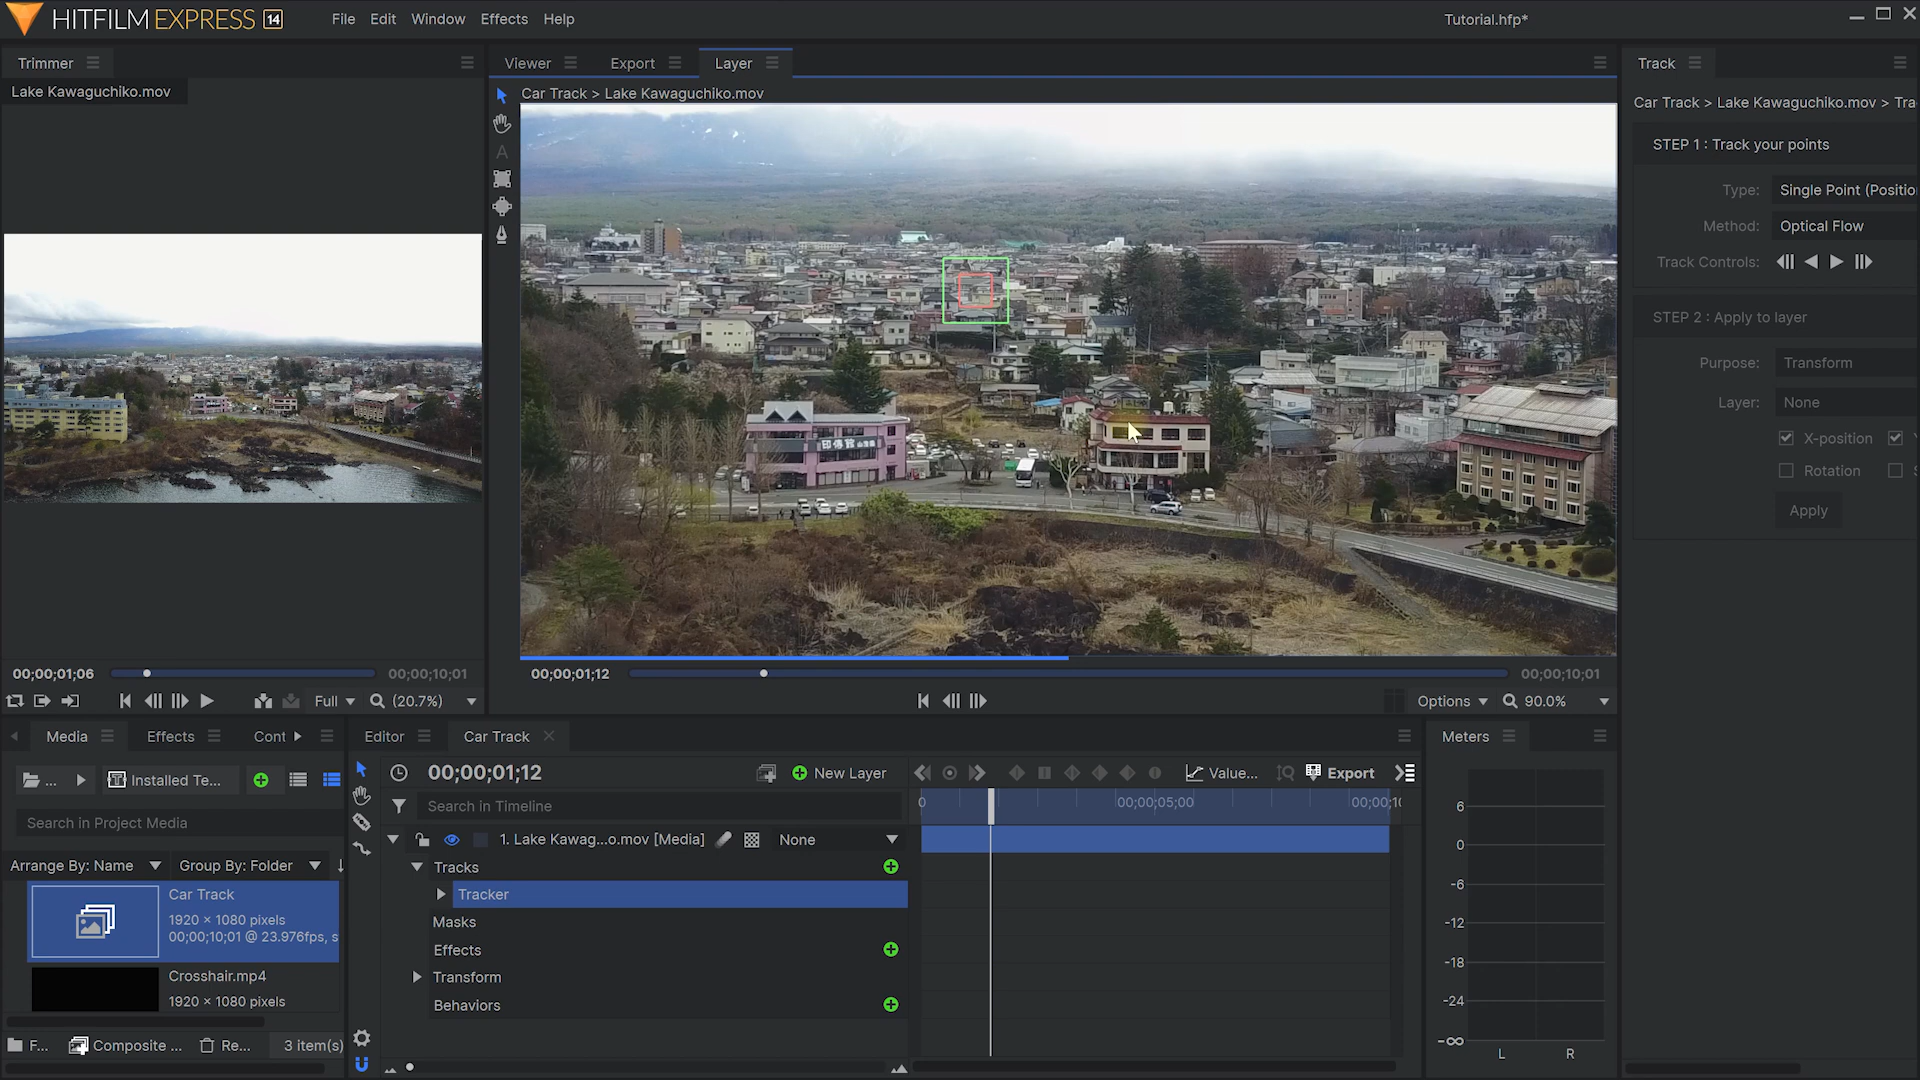 HITFILM EXPRESS 14
File Edit Window Effects Help
Tutorial.hfp*
Trimmer
Lake Kawaguchiko.mov
00;00;01;06
00;00;10;01
Full
(20.7%)
Viewer Export Layer
Car Track > Lake Kawaguchiko.mov
00;00;01;12
00;00;10;01
Options
90.0%
Track
Car Track > Lake Kawaguchiko.mov > Tra
STEP 1 : Track your points
Type: Single Point (Positio
Method: Optical Flow
Track Controls:
STEP 2 : Apply to layer
Purpose: Transform
Layer: None
X-position
Rotation
Apply
Media Effects Cont
... Installed Te...
Search in Project Media
Arrange By: Name Group By: Folder
Car Track
1920 × 1080 pixels
00;00;10;01 @ 23.976fps, s
Crosshair.mp4
1920 × 1080 pixels
F... Composite ... Re... 3 item(s)
Editor Car Track
00;00;01;12
New Layer
Value...
Export
Search in Timeline
0 00;00;05;00 00;00;10
1. Lake Kawag...o.mov [Media] None
Tracks
Tracker
Masks
Effects
Transform
Behaviors
Meters
6
0
-6
-12
-18
-24
-∞
L R